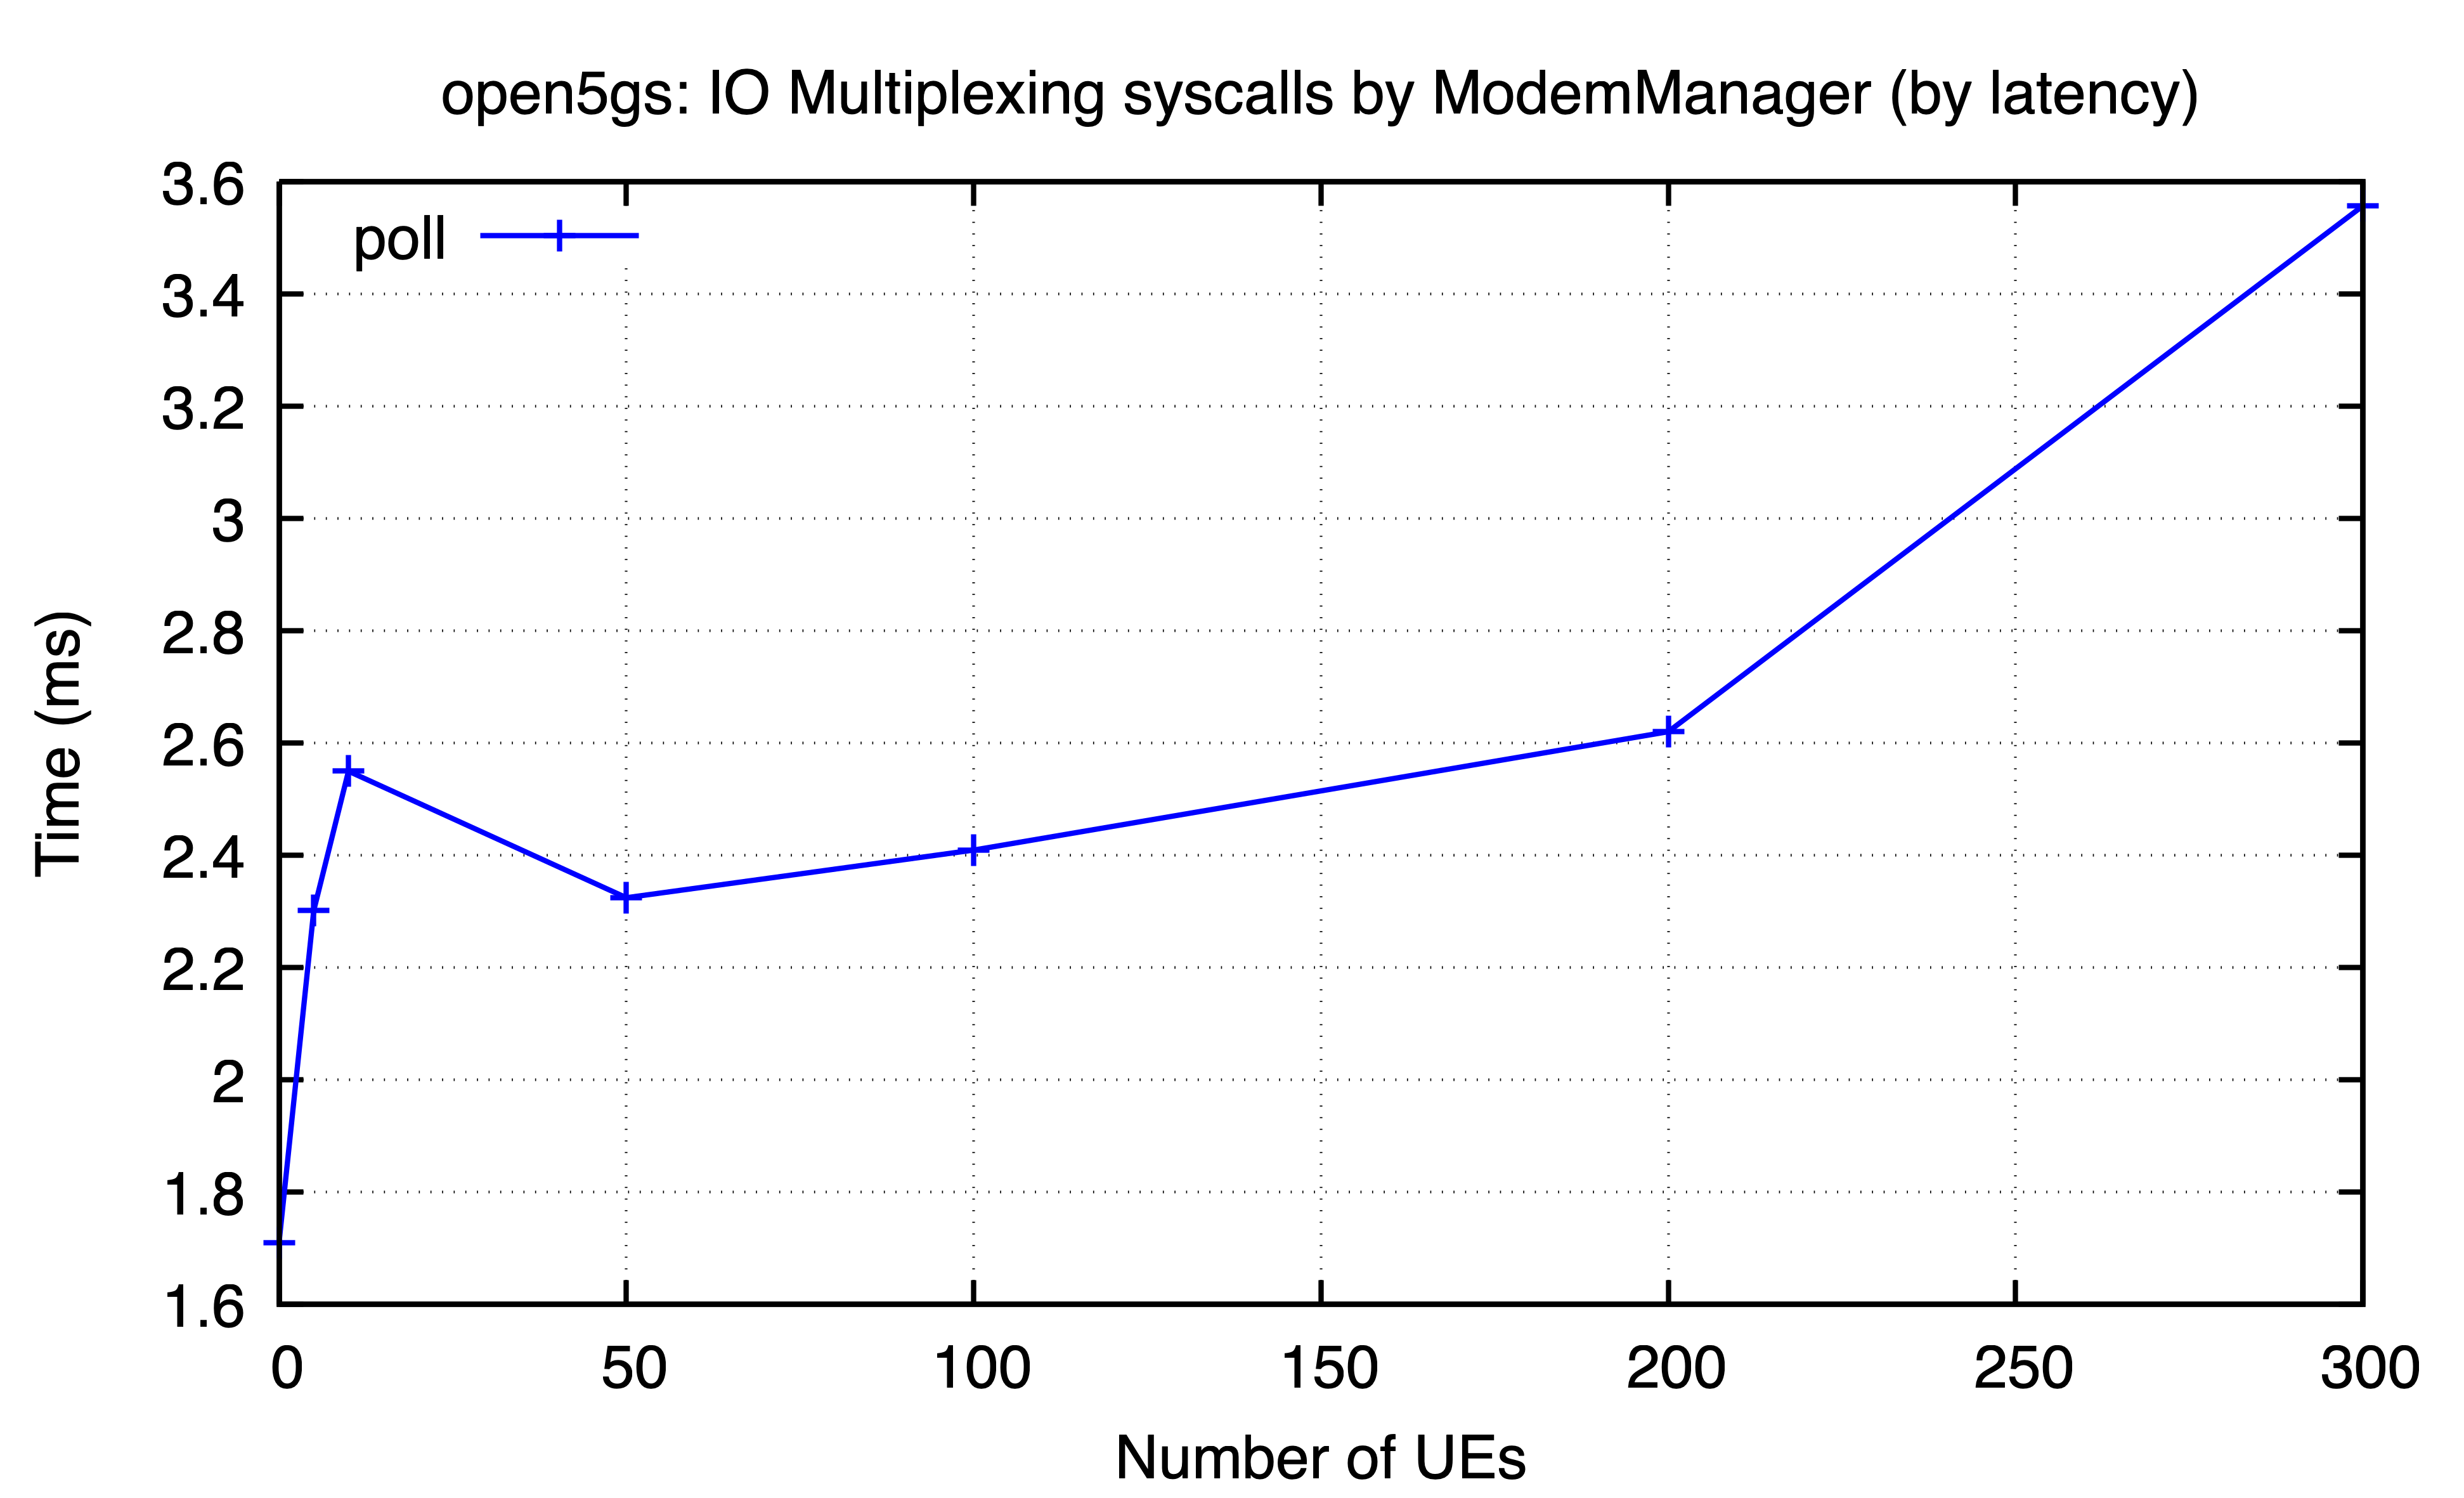 open5gs: IO Multiplexing syscalls by ModemManager (by latency)
3.6
poll
3.4
3.2
3
2.8
2.6
2.4
2.2
2
1.8
1.6
Time (ms)
0 50 100 150 200 250 300
Number of UEs